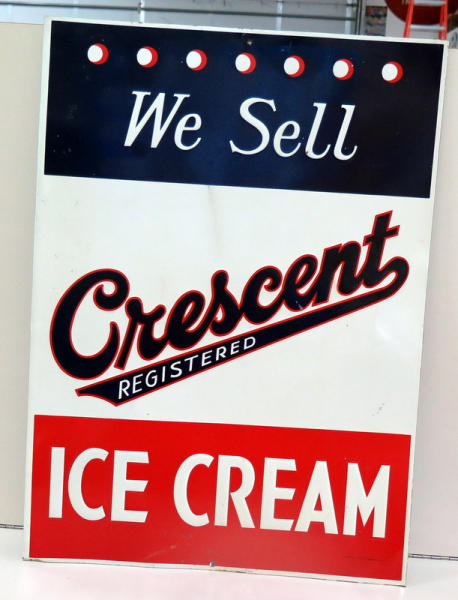 We Sell
Crescent
REGISTERED
ICE CREAM